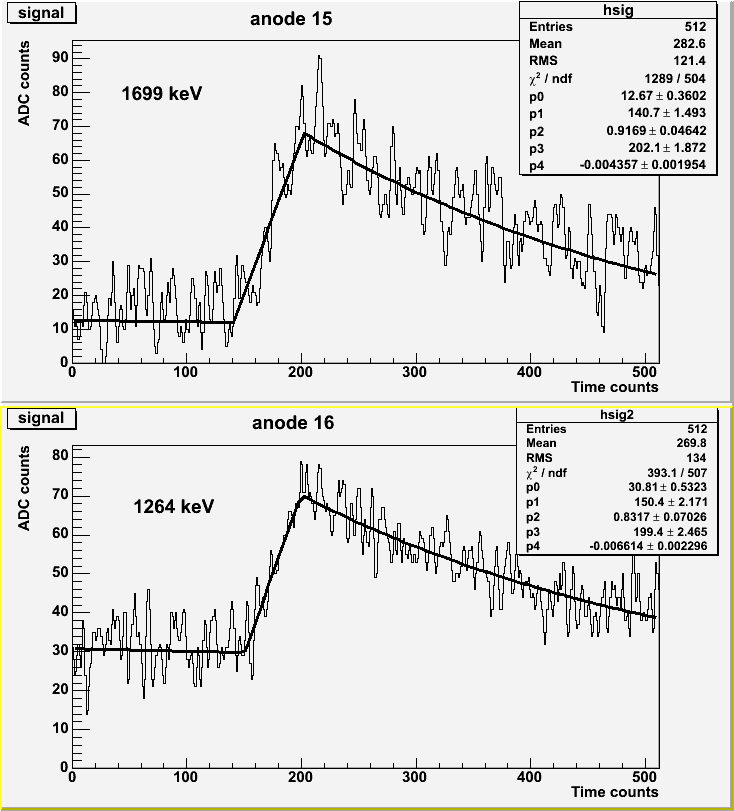 signal
anode 15
hsig
Entries 512
Mean 282.6
RMS 121.4
χ² / ndf 1289 / 504
p0 12.67 ± 0.3602
p1 140.7 ± 1.493
p2 0.9169 ± 0.04642
p3 202.1 ± 1.872
p4 -0.004357 ± 0.001954
ADC counts
1699 keV
90
80
70
60
50
40
30
20
10
0
0 100 200 300 400 500
Time counts
signal
anode 16
hsig2
Entries 512
Mean 269.8
RMS 134
χ² / ndf 393.1 / 507
p0 30.81 ± 0.5323
p1 150.4 ± 2.171
p2 0.8317 ± 0.07026
p3 199.4 ± 2.465
p4 -0.006614 ± 0.002296
ADC counts
1264 keV
80
70
60
50
40
30
20
10
0
0 100 200 300 400 500
Time counts